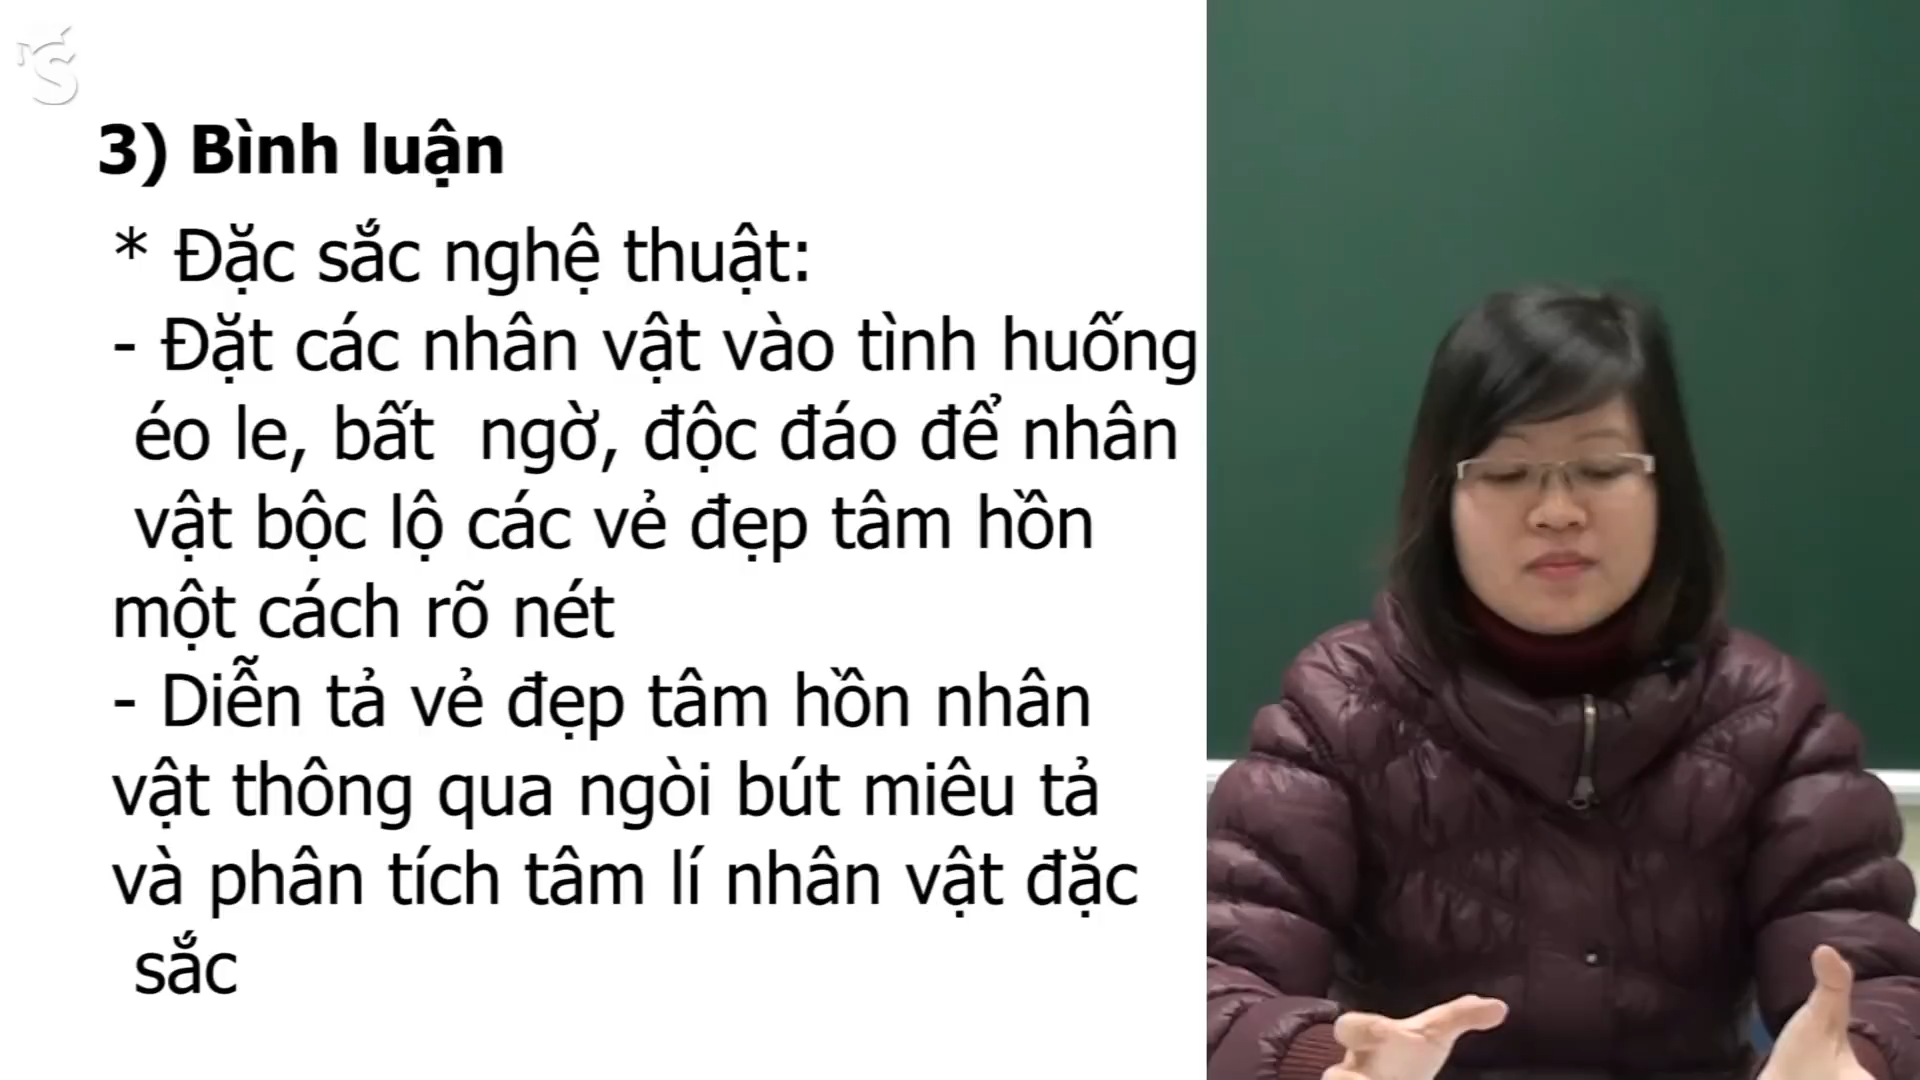 S
3) Bình luận
* Đặc sắc nghệ thuật:
- Đặt các nhân vật vào tình huống
éo le, bất ngờ, độc đáo để nhân
vật bộc lộ các vẻ đẹp tâm hồn
một cách rõ nét
- Diễn tả vẻ đẹp tâm hồn nhân
vật thông qua ngòi bút miêu tả
và phân tích tâm lí nhân vật đặc
sắc